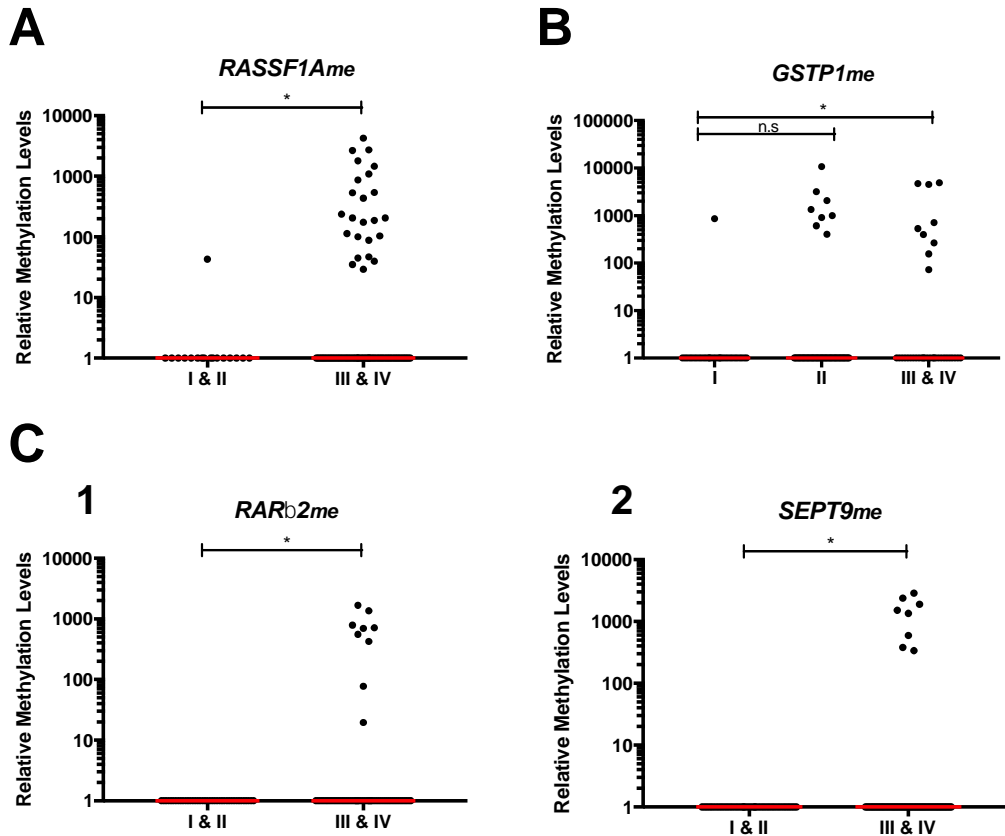 A
RASSF1Ame
*
Relative Methylation Levels
10000
1000
100
10
1
I & II
III & IV
B
GSTP1me
*
n.s
Relative Methylation Levels
100000
10000
1000
100
10
1
I
II
III & IV
C
1
RARb2me
*
Relative Methylation Levels
10000
1000
100
10
1
I & II
III & IV
2
SEPT9me
*
Relative Methylation Levels
10000
1000
100
10
1
I & II
III & IV